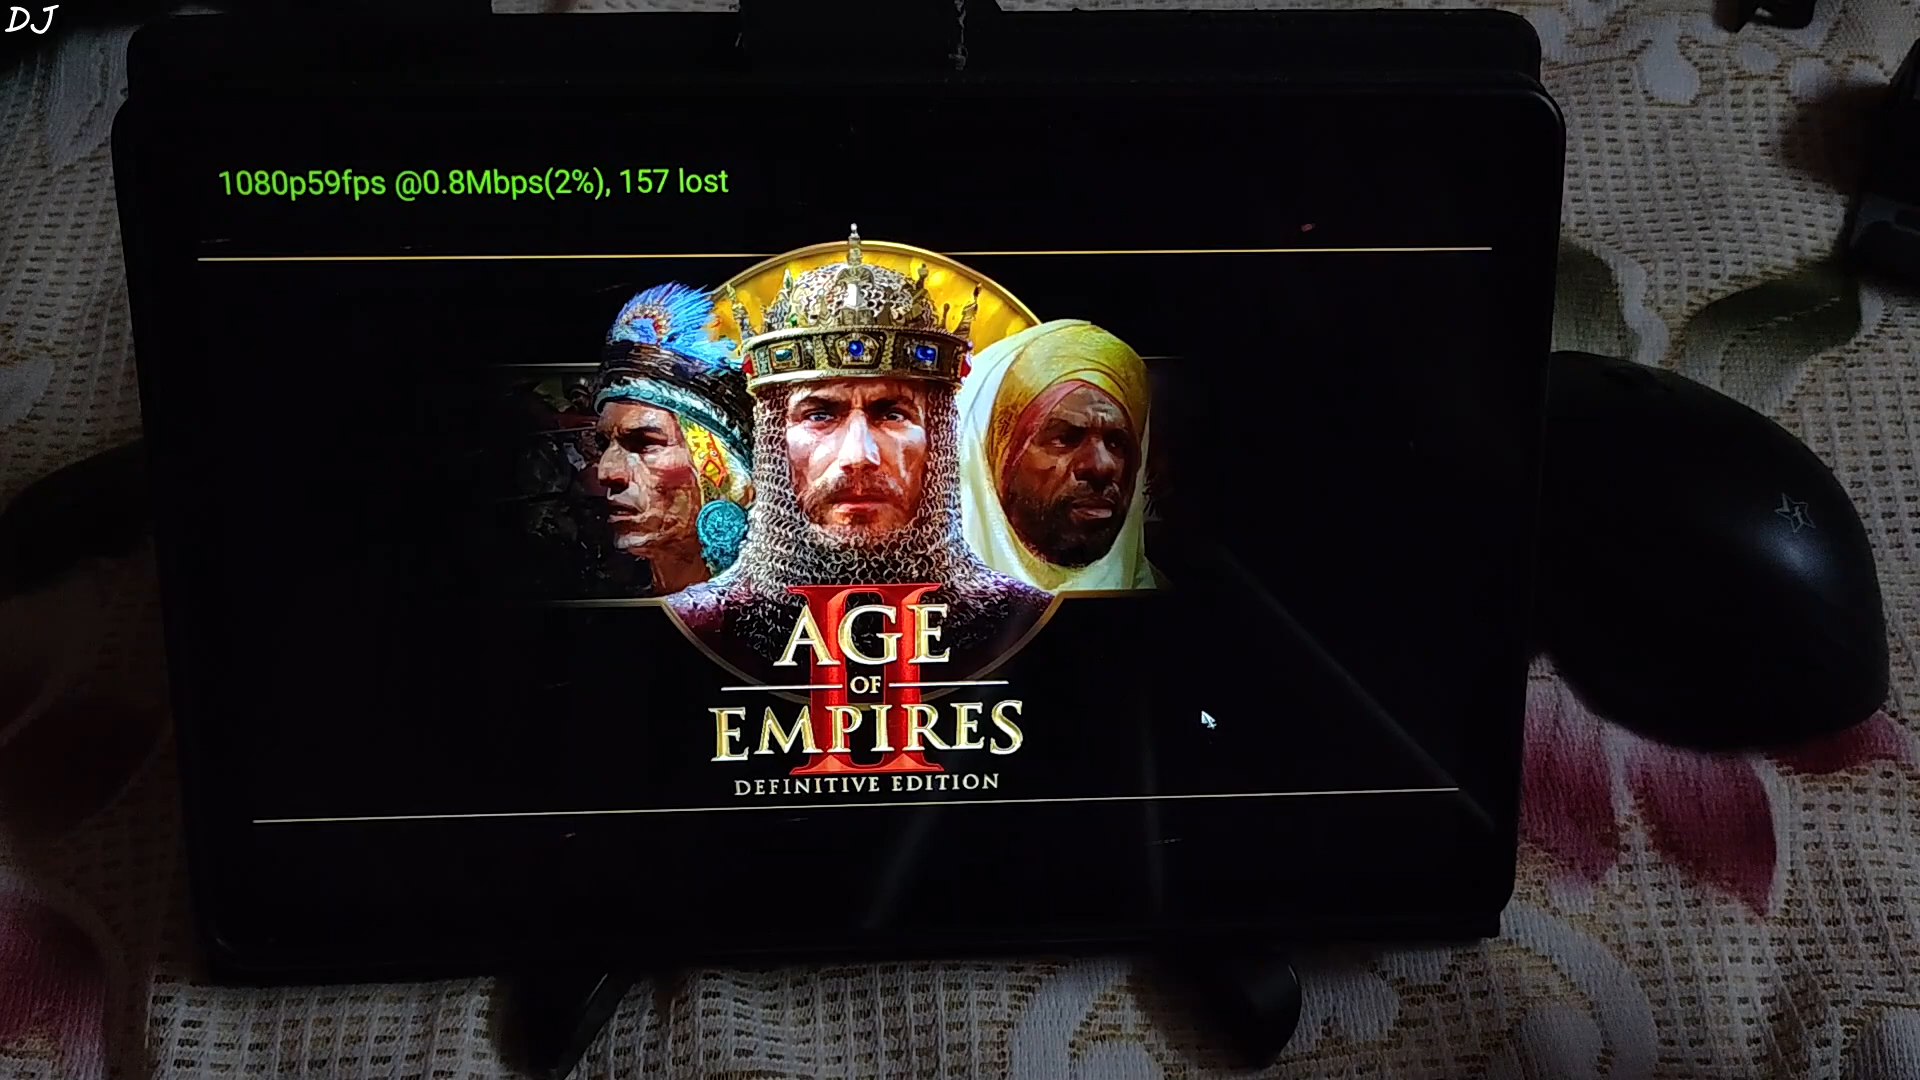 DJ
1080p59fps @0.8Mbps(2%), 157 lost
II
AGE
OF
EMPIRES
DEFINITIVE EDITION